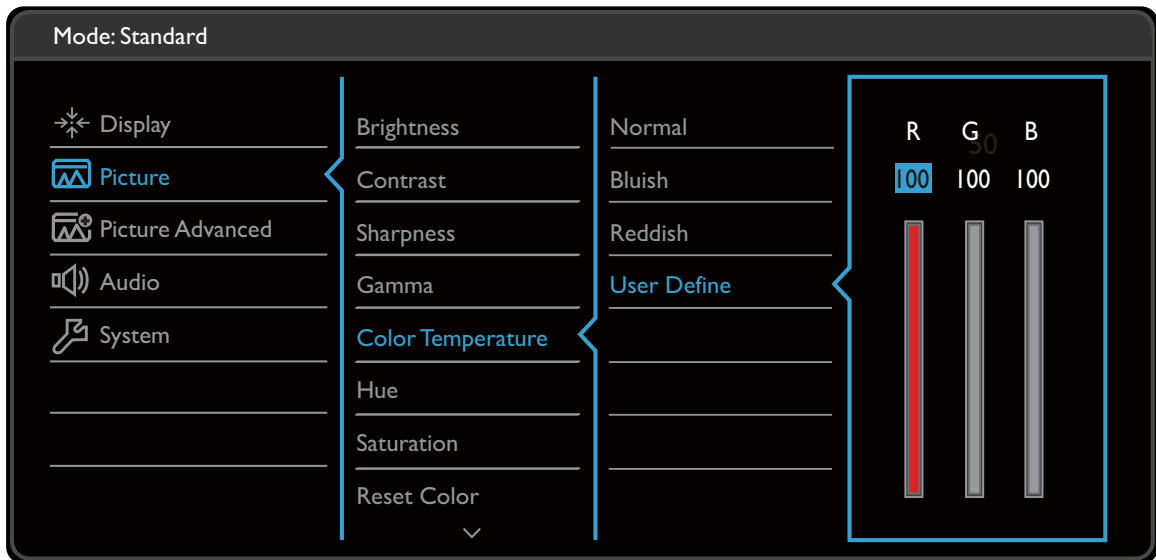 Mode: Standard
Display
Picture
Picture Advanced
Audio
System
Brightness
Contrast
Sharpness
Gamma
Color Temperature
Hue
Saturation
Reset Color
Normal
Bluish
Reddish
User Define
R G B
50
100 100 100